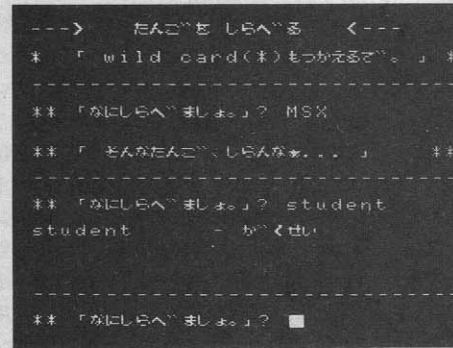 ---> たんご゛を しらべ゛る <---
* 「 wild card(*)もつかえるで゛。 」 *
--------------------------------
** 「なにしらべ゛ましょ。」? MSX
** 「 そんなたんご゛、しらんなぁ... 」 **
--------------------------------
** 「なにしらべ゛ましょ。」? student
student - が゛くせい
--------------------------------
** 「なにしらべ゛ましょ。」?